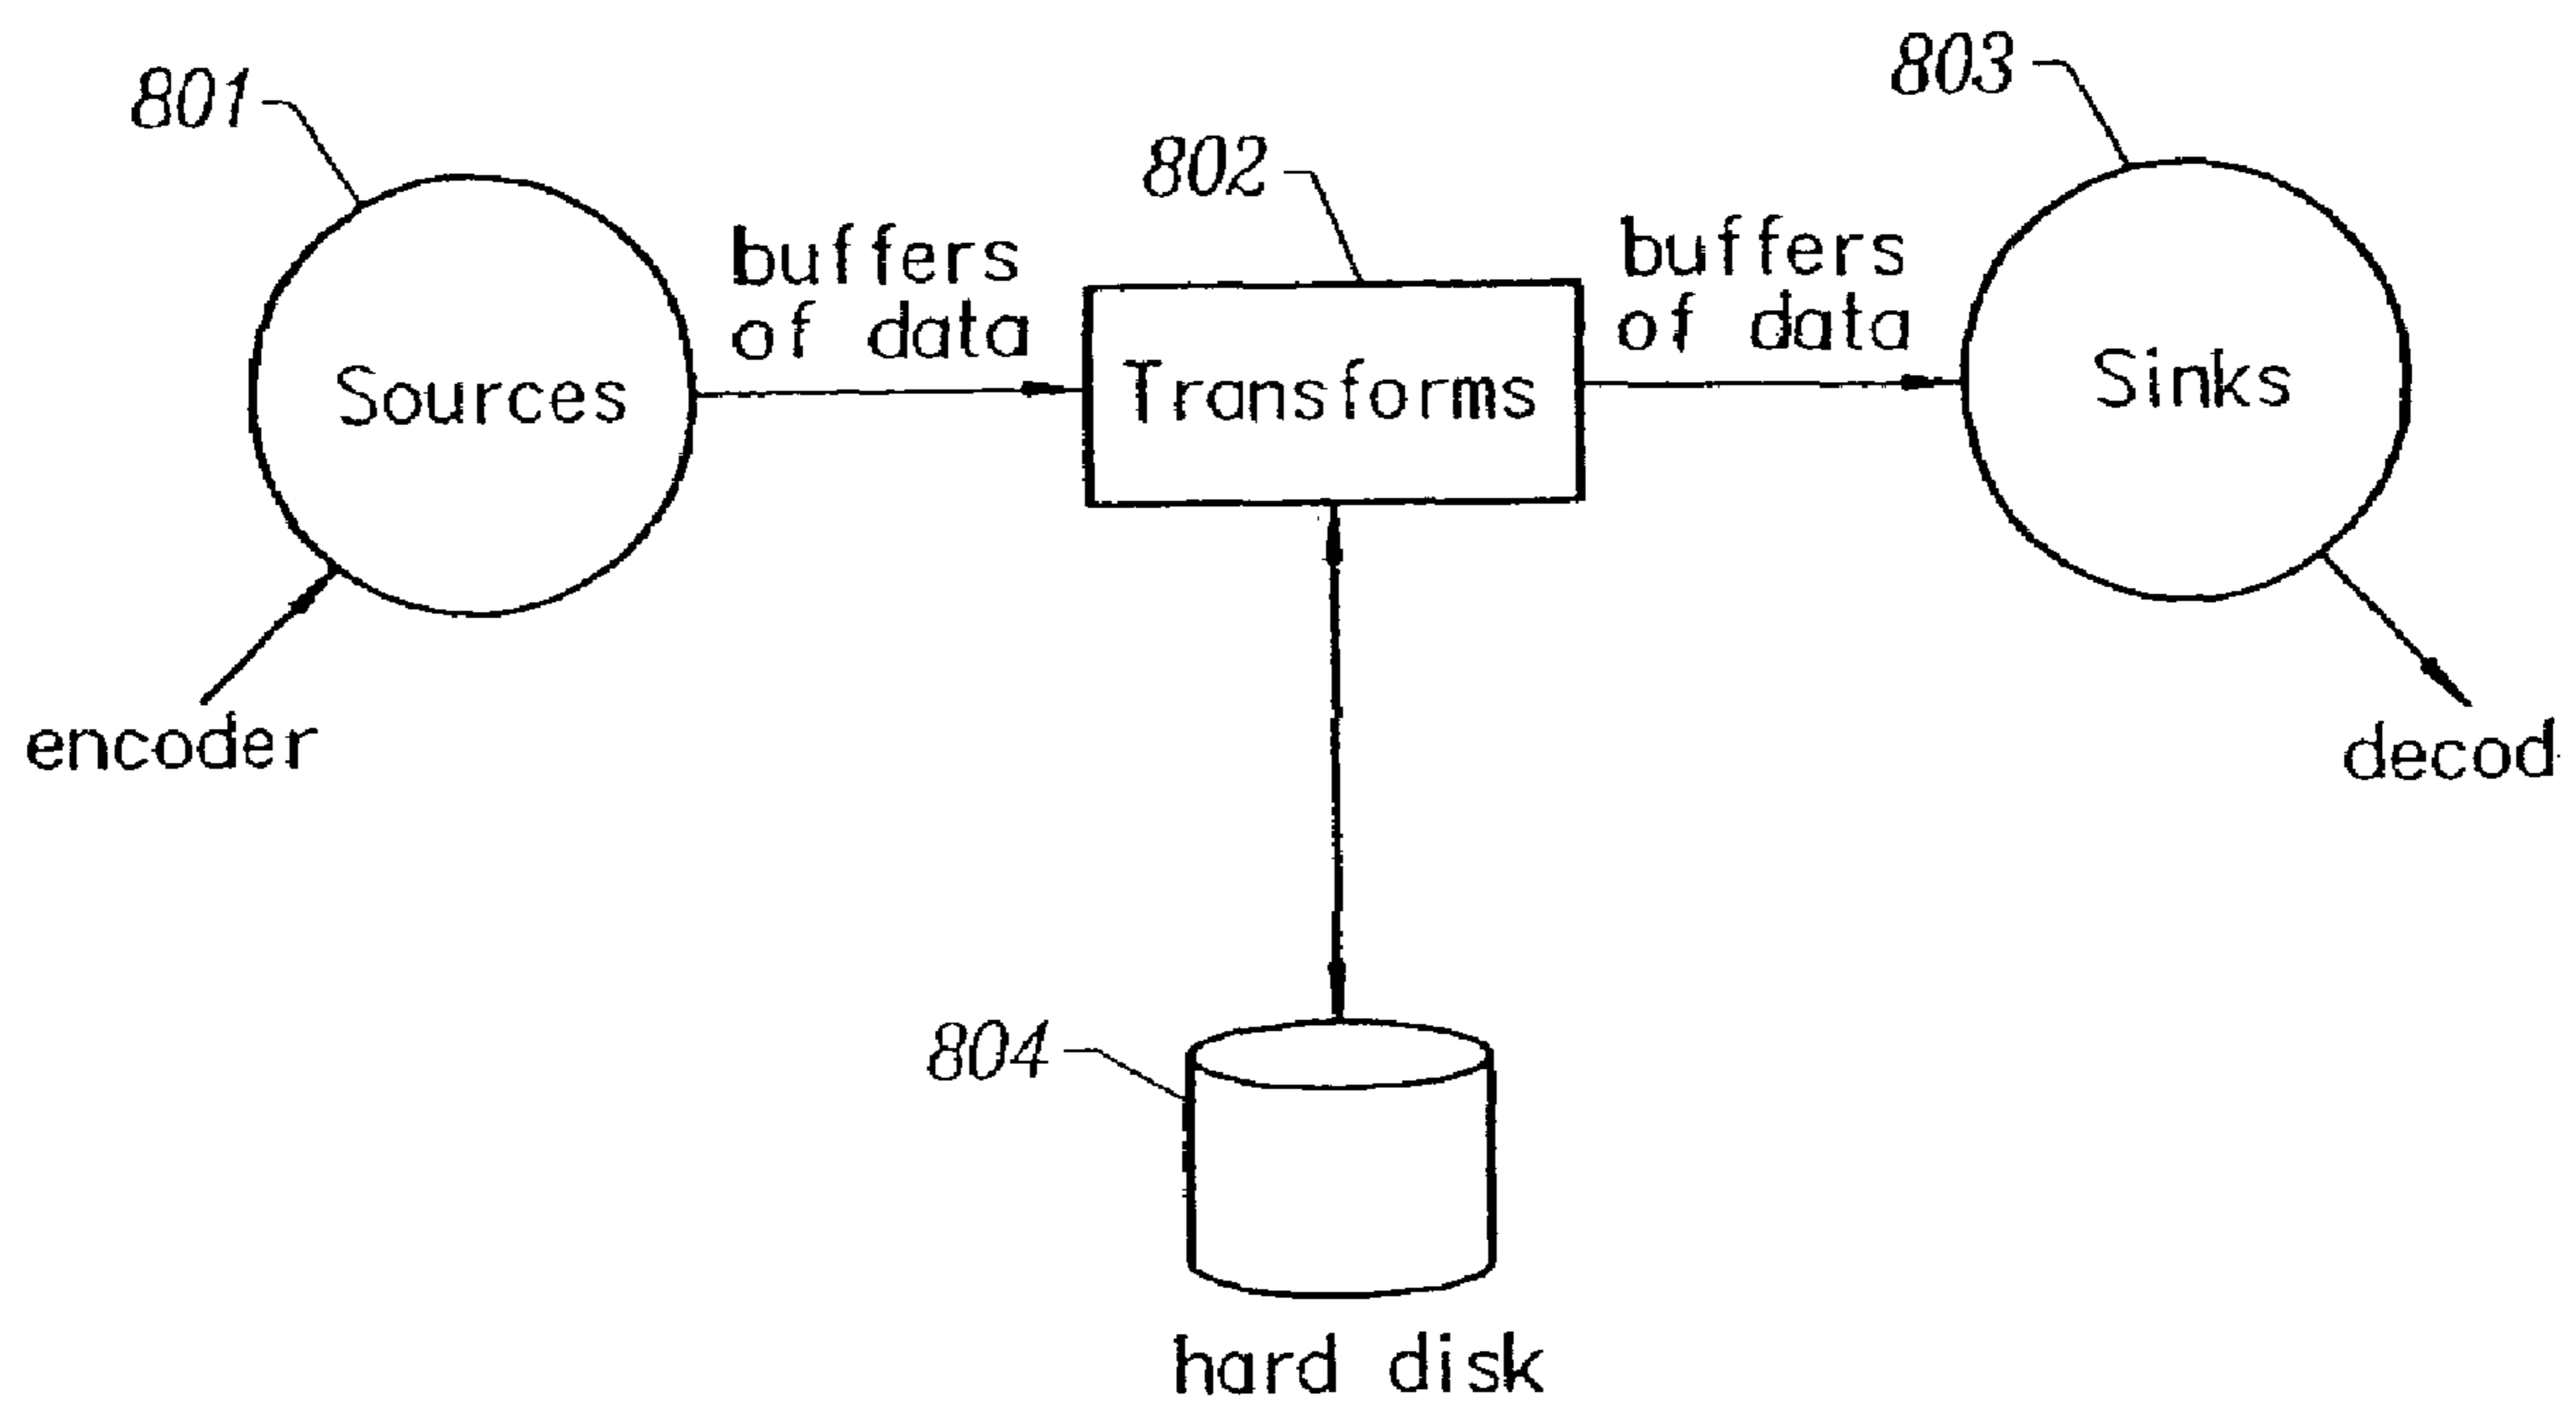 801
802
803
buffers
of data
buffers
of data
Sources
Transforms
Sinks
encoder
decod
804
hard disk